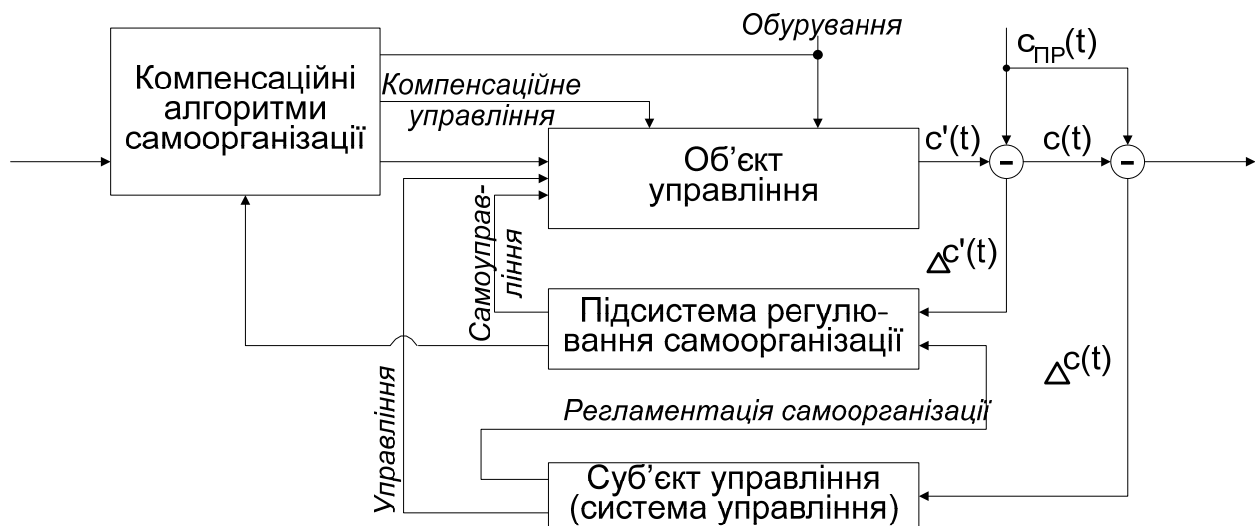 Обурування
c_ПР(t)
Компенсаційні
алгоритми
самоорганізації
Компенсаційне
управління
Об’єкт
управління
c'(t)
-
c(t)
-
Самоуправ-
ління
Δc'(t)
Підсистема регулю-
вання самоорганізації
Δc(t)
Управління
Регламентація самоорганізації
Суб’єкт управління
(система управління)